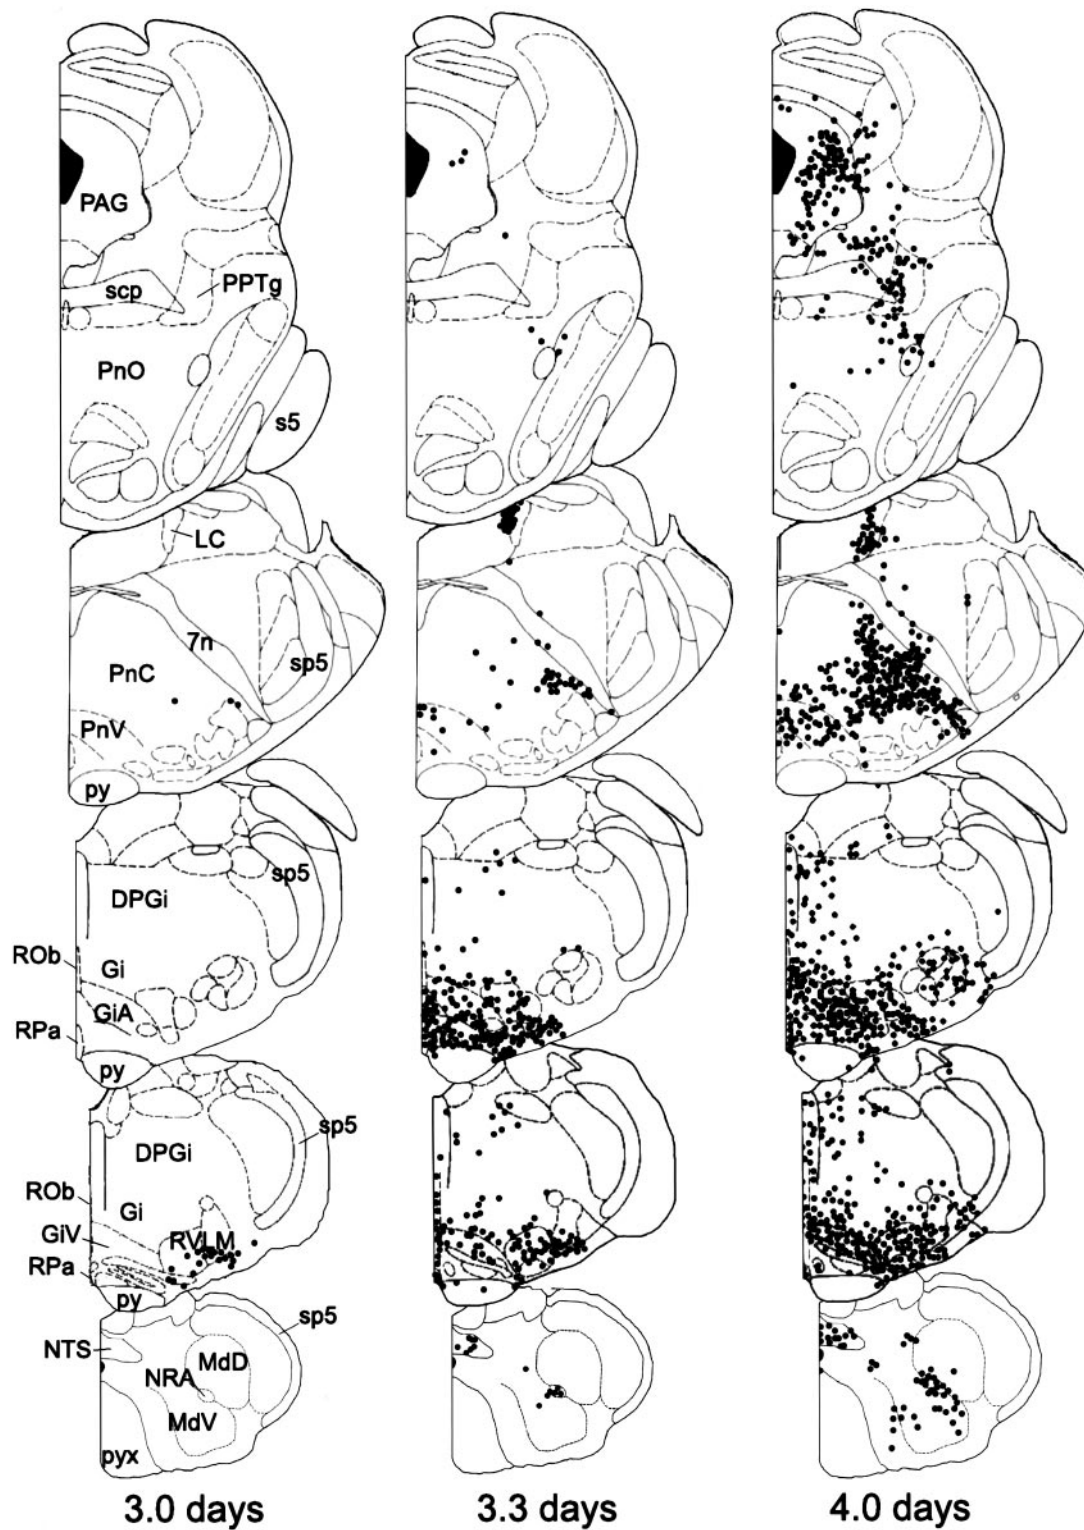 PAG
scp
PPTg
PnO
s5
LC
7n
sp5
PnC
PnV
py
sp5
DPGi
ROb
Gi
GiA
RPa
py
sp5
DPGi
ROb
Gi
GiV
RVLM
RPa
py
sp5
NTS
MdD
NRA
MdV
pyx
3.0 days
3.3 days
4.0 days